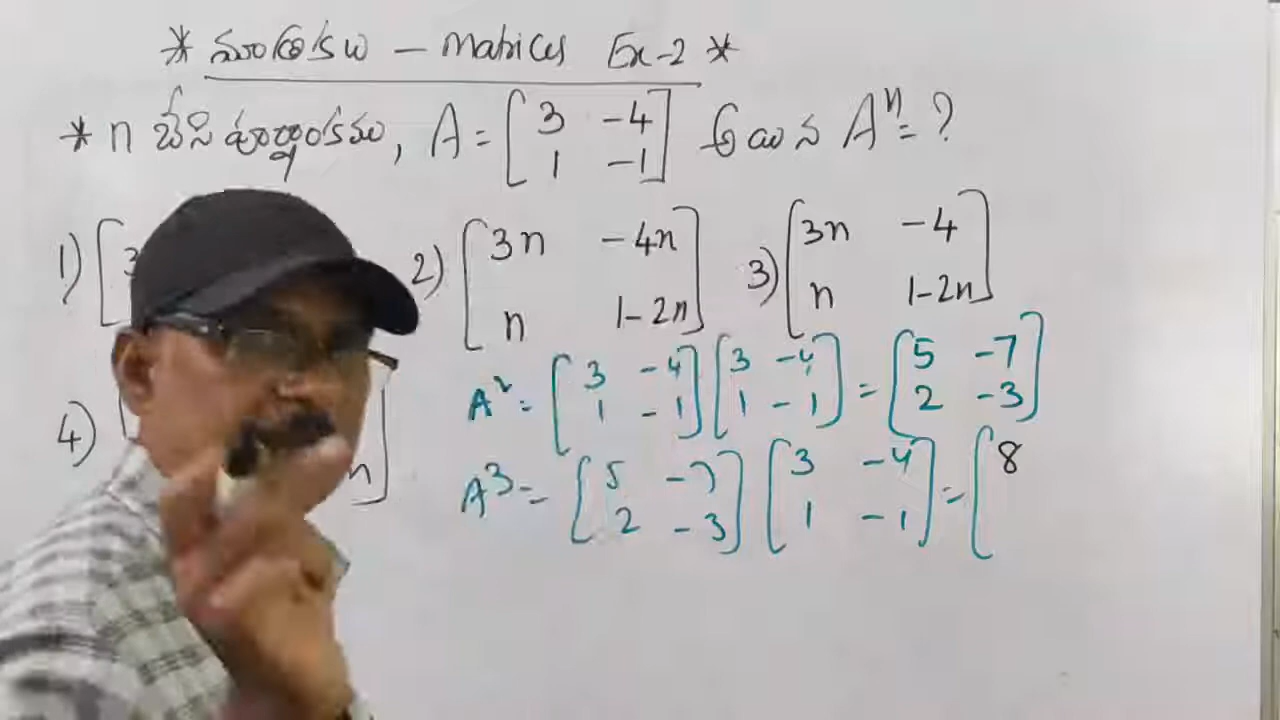 * మాత్రికలు - Matrices Ex-2 *
* n ధన పూర్ణాంకము, A = [3 -4; 1 -1] అయిన Aⁿ = ?
1) [3 2) [3n -4n; n 1-2n] 3) [3n -4; n 1-2n]
4) [ n]
A² = [3 -4; 1 -1] [3 -4; 1 -1] = [5 -7; 2 -3]
A³ = [5 -7; 2 -3] [3 -4; 1 -1] = [8